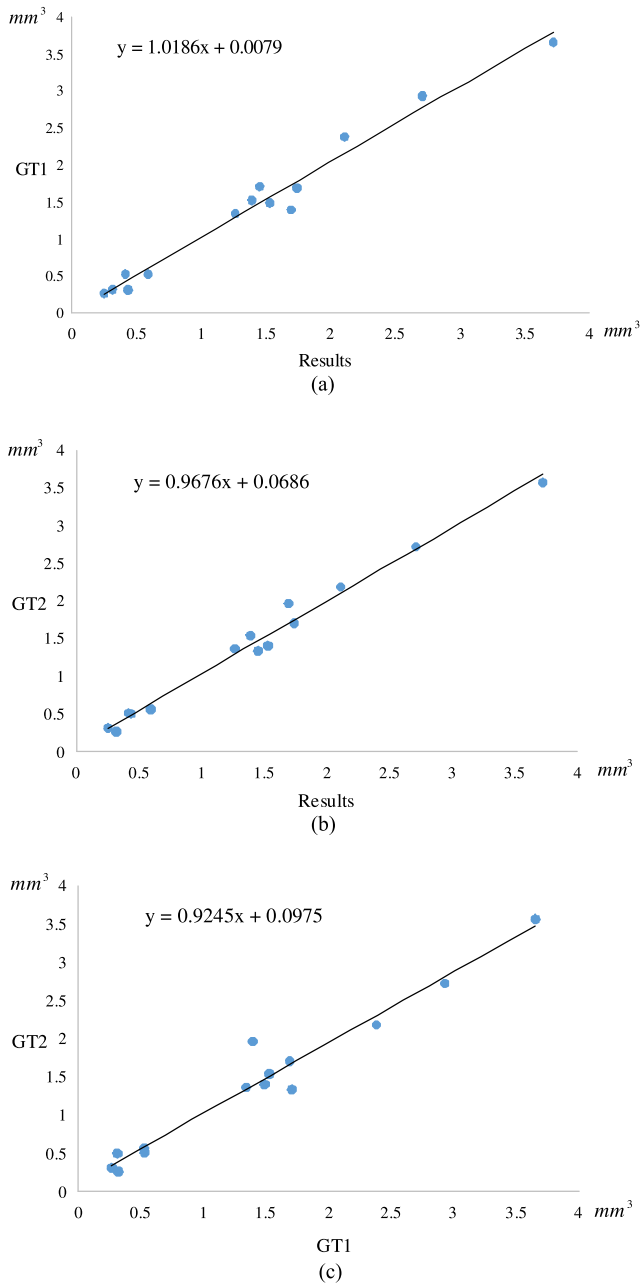 mm³
4
y = 1.0186x + 0.0079
3.5
3
2.5
GT1
2
1.5
1
0.5
0
0 0.5 1 1.5 2 2.5 3 3.5 4 mm³
Results
(a)
mm³
4
y = 0.9676x + 0.0686
3.5
3
2.5
GT2 2
1.5
1
0.5
0
0 0.5 1 1.5 2 2.5 3 3.5 4 mm³
Results
(b)
mm³
4
y = 0.9245x + 0.0975
3.5
3
2.5
GT2 2
1.5
1
0.5
0
0 0.5 1 1.5 2 2.5 3 3.5 4 mm³
GT1
(c)